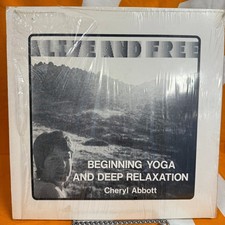 ALIVE AND FREE
BEGINNING YOGA
AND DEEP RELAXATION
Cheryl Abbott